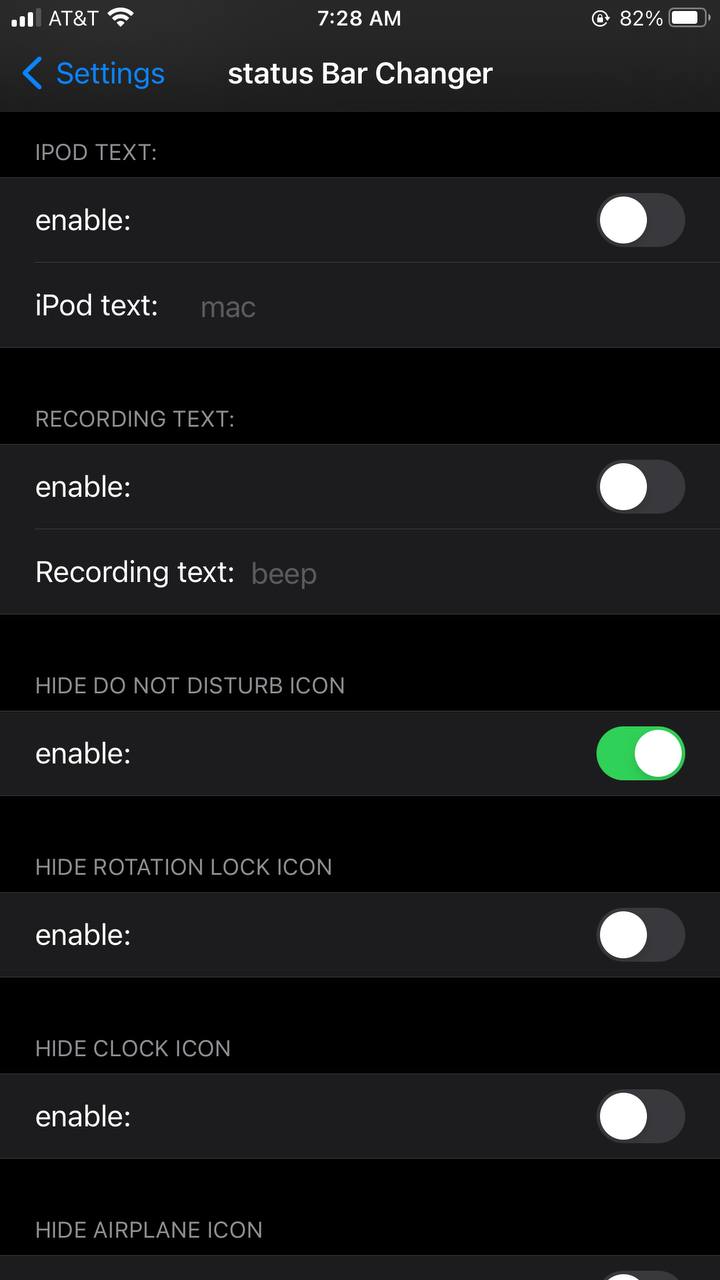 AT&T 7:28 AM 82%
Settings status Bar Changer
IPOD TEXT:
enable:
iPod text: mac
RECORDING TEXT:
enable:
Recording text: beep
HIDE DO NOT DISTURB ICON
enable:
HIDE ROTATION LOCK ICON
enable:
HIDE CLOCK ICON
enable:
HIDE AIRPLANE ICON